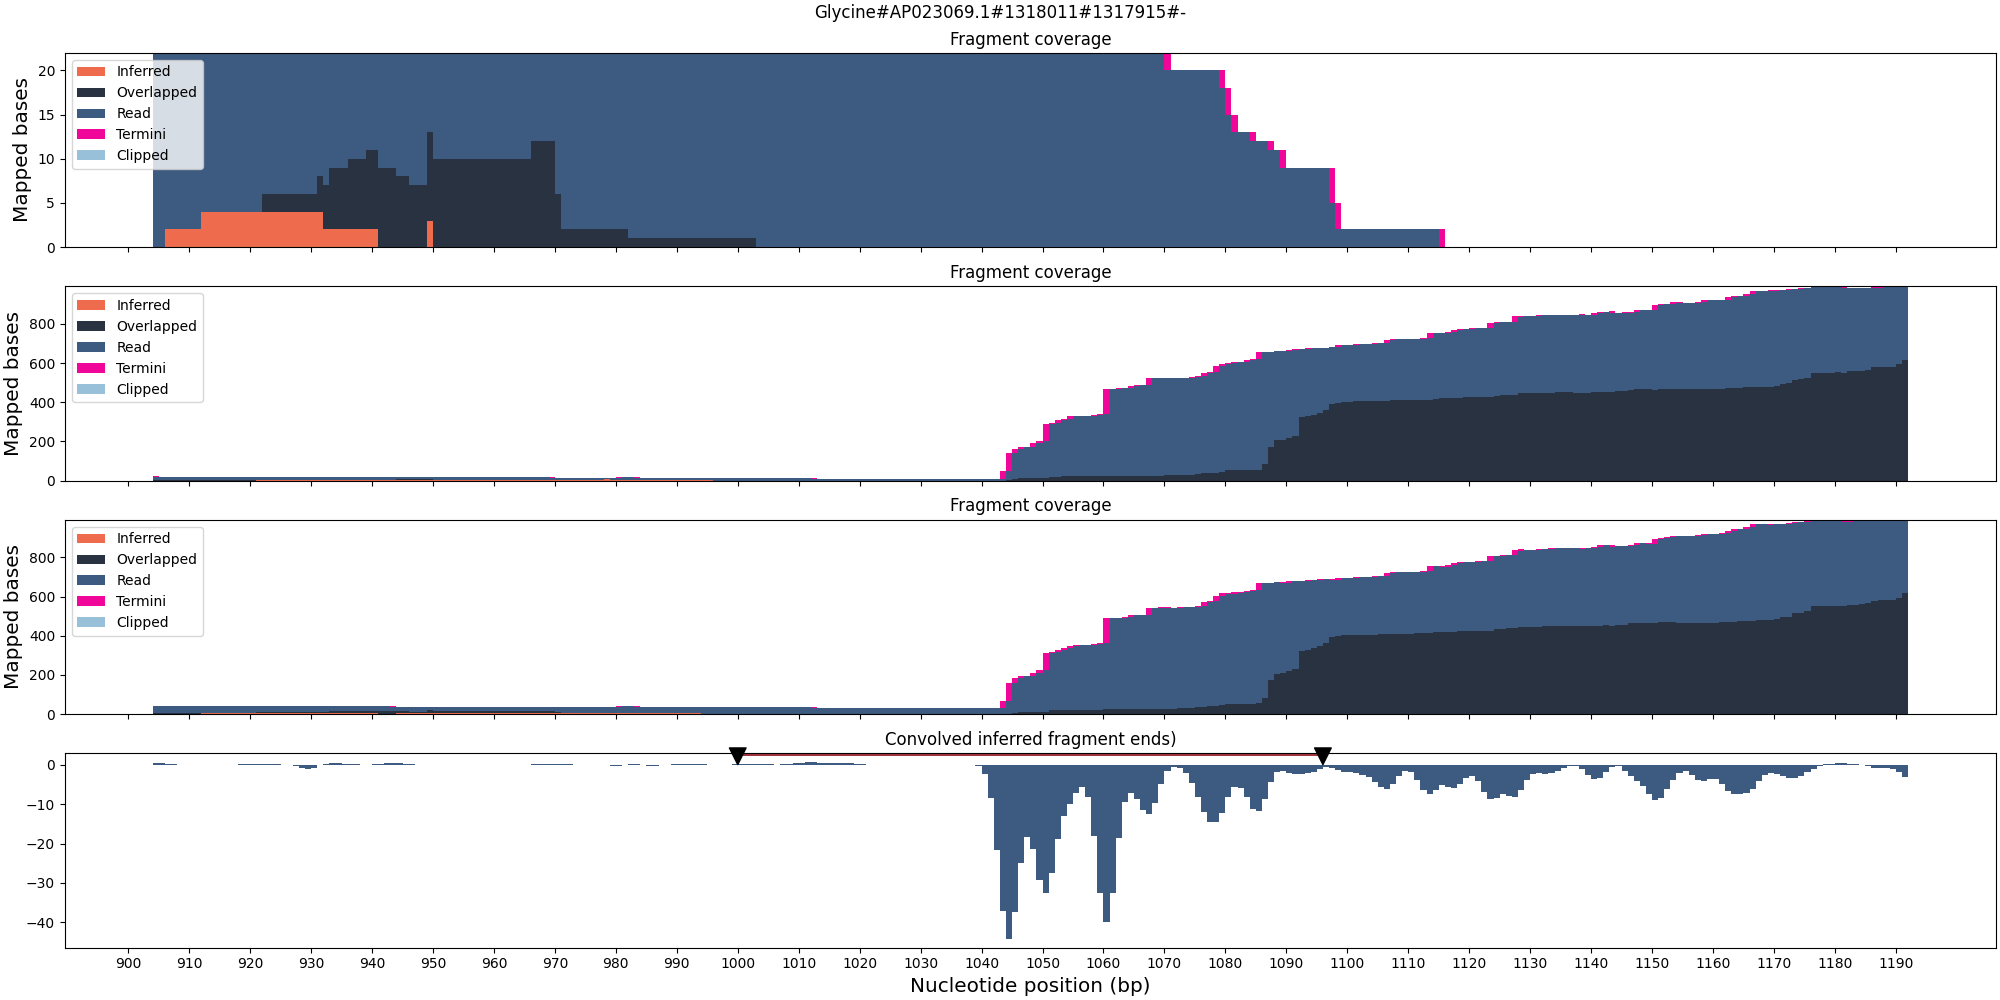 Glycine#AP023069.1#1318011#1317915#-
Fragment coverage
Mapped bases
20
15
10
5
0
Inferred
Overlapped
Read
Termini
Clipped
Fragment coverage
Mapped bases
800
600
400
200
0
Inferred
Overlapped
Read
Termini
Clipped
Fragment coverage
Mapped bases
800
600
400
200
0
Inferred
Overlapped
Read
Termini
Clipped
Convolved inferred fragment ends)
0
−10
−20
−30
−40
900 910 920 930 940 950 960 970 980 990 1000 1010 1020 1030 1040 1050 1060 1070 1080 1090 1100 1110 1120 1130 1140 1150 1160 1170 1180 1190
Nucleotide position (bp)